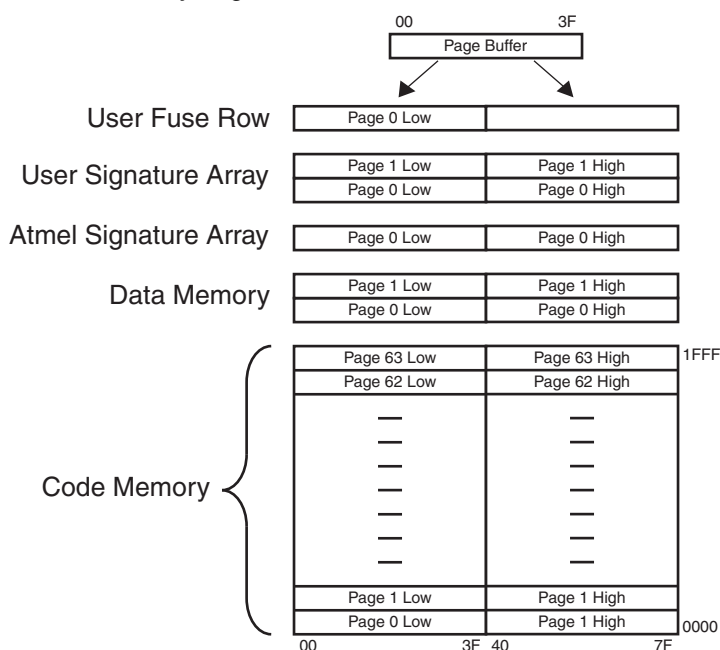 00 3F
Page Buffer
User Fuse Row Page 0 Low
User Signature Array
Page 1 Low Page 1 High
Page 0 Low Page 0 High
Atmel Signature Array Page 0 Low Page 0 High
Data Memory
Page 1 Low Page 1 High
Page 0 Low Page 0 High
Code Memory
Page 63 Low Page 63 High 1FFF
Page 62 Low Page 62 High
Page 1 Low Page 1 High
Page 0 Low Page 1 High 0000
00 3F 40 7F